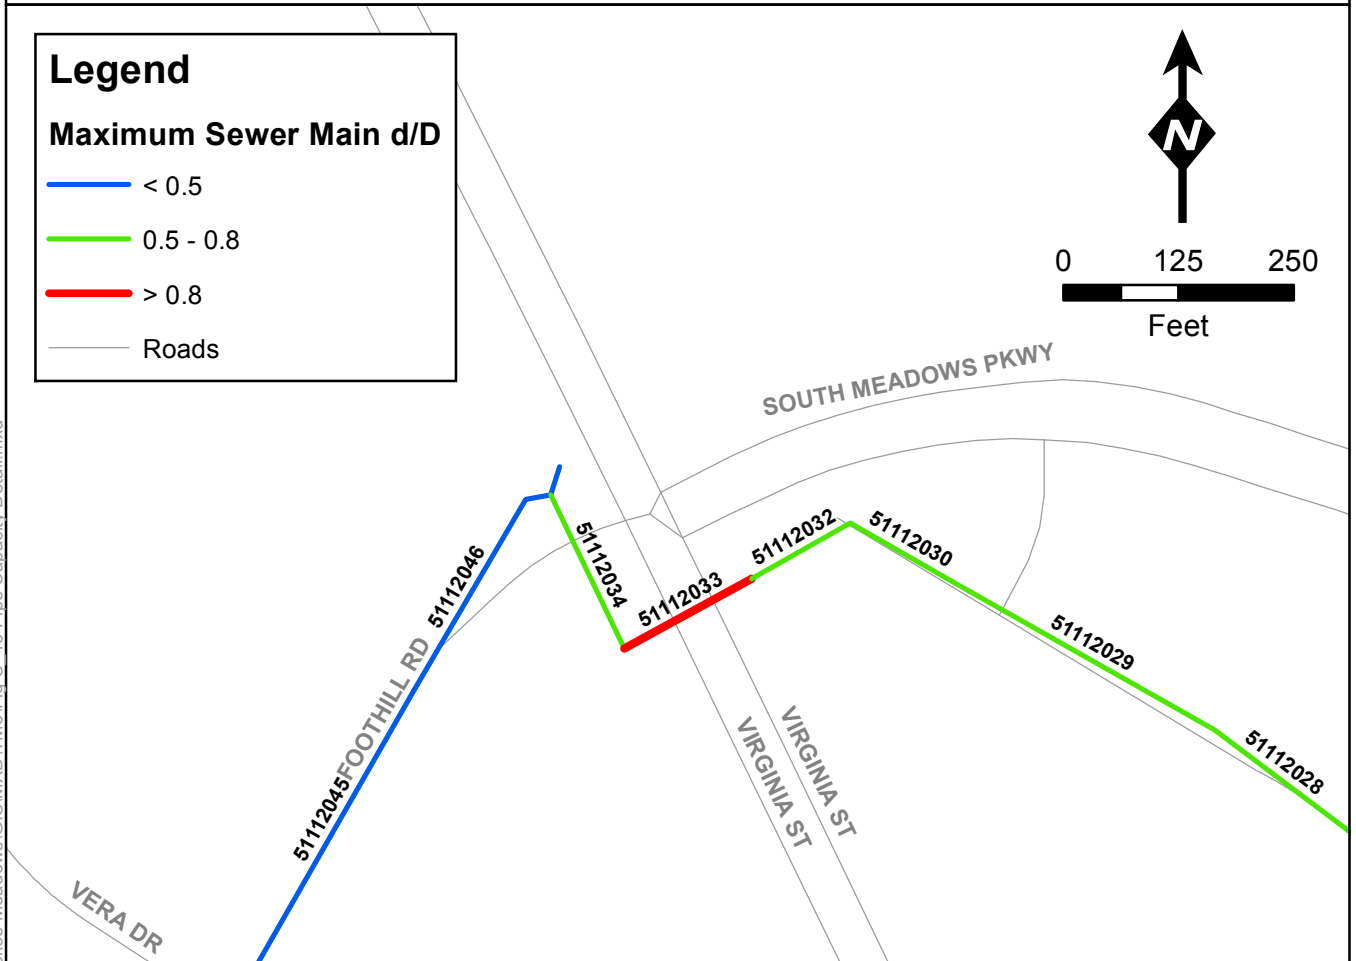 Legend
Maximum Sewer Main d/D
< 0.5
0.5 - 0.8
> 0.8
Roads
N
0 125 250
Feet
SOUTH MEADOWS PKWY
51112032
51112030
51112034
51112046
51112033
51112029
FOOTHILL RD
VIRGINIA ST
VIRGINIA ST
51112028
51112045
VERA DR